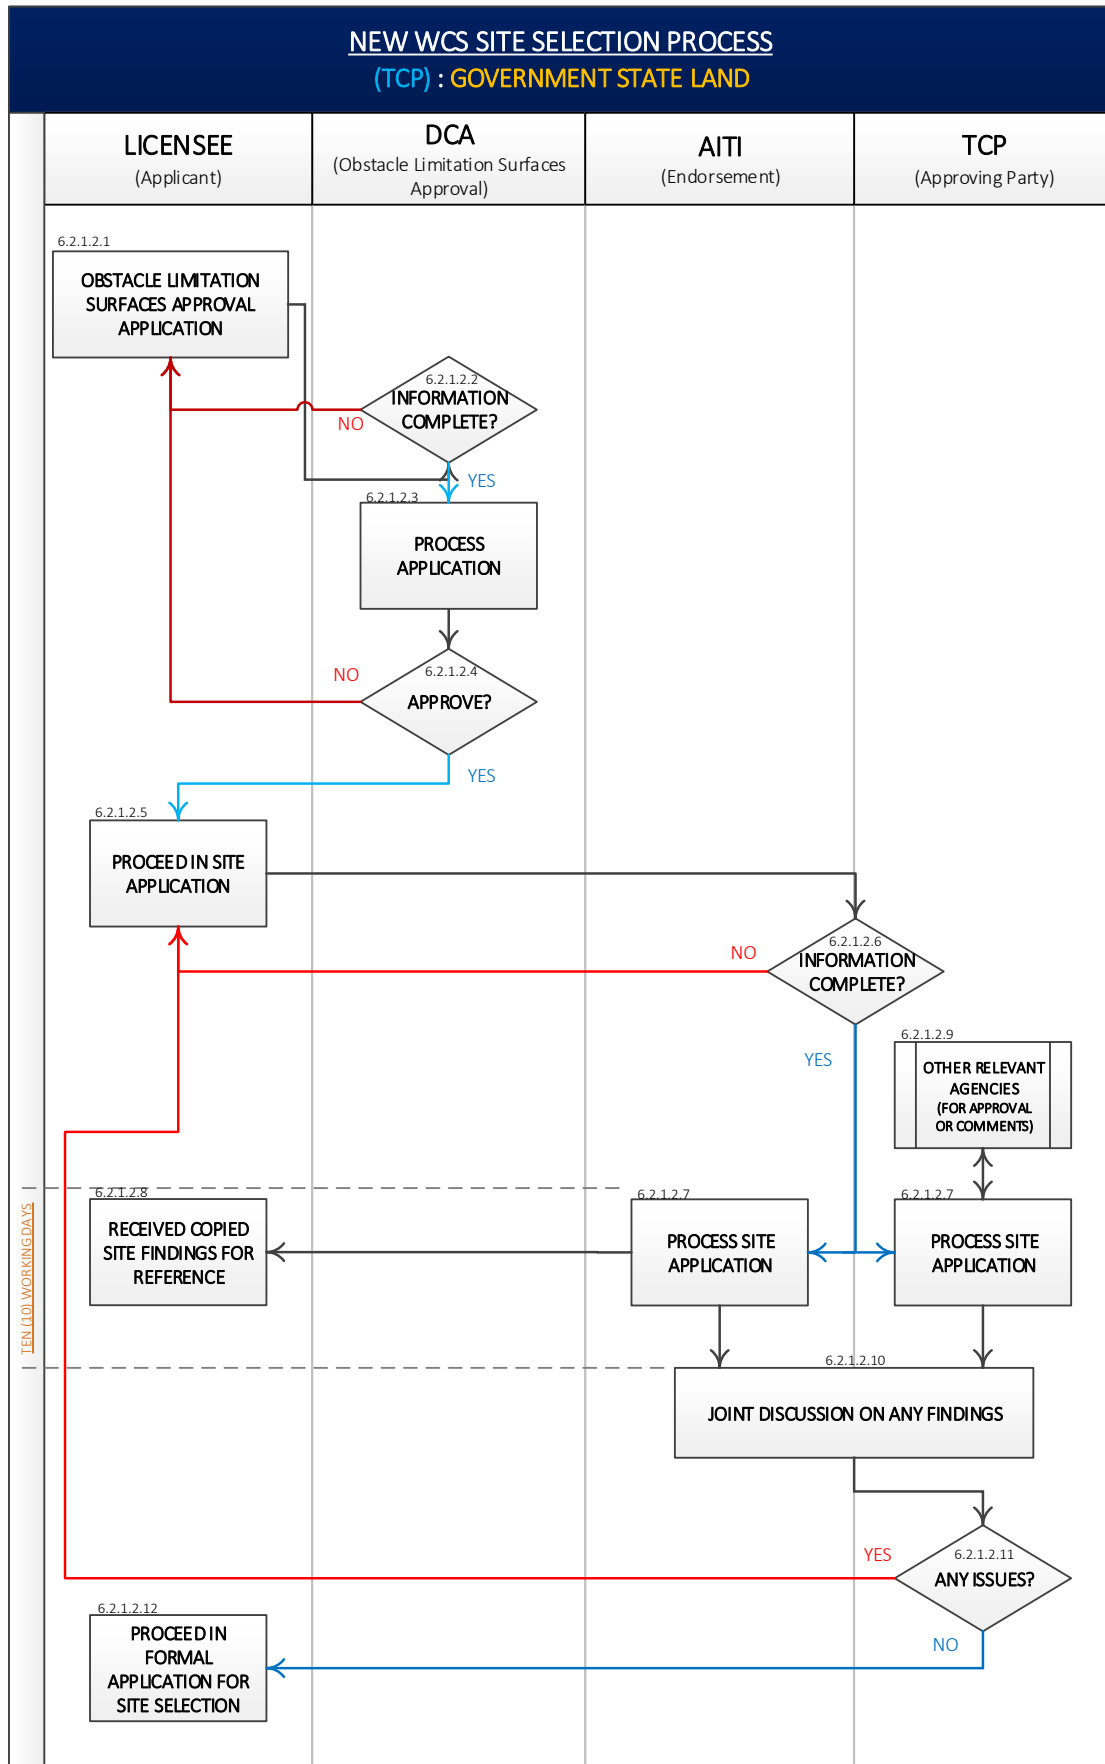 NEW WCS SITE SELECTION PROCESS
(TCP) : GOVERNMENT STATE LAND
LICENSEE
(Applicant)
DCA
(Obstacle Limitation Surfaces
Approval)
AITI
(Endorsement)
TCP
(Approving Party)
6.2.1.2.1
OBSTACLE LIMITATION
SURFACES APPROVAL
APPLICATION
6.2.1.2.2
INFORMATION
COMPLETE?
NO
YES
6.2.1.2.3
PROCESS
APPLICATION
NO
6.2.1.2.4
APPROVE?
YES
6.2.1.2.5
PROCEED IN SITE
APPLICATION
6.2.1.2.6
INFORMATION
COMPLETE?
NO
YES
6.2.1.2.9
OTHER RELEVANT
AGENCIES
(FOR APPROVAL
OR COMMENTS)
TEN (10) WORKING DAYS
6.2.1.2.8
RECEIVED COPIED
SITE FINDINGS FOR
REFERENCE
6.2.1.2.7
PROCESS SITE
APPLICATION
6.2.1.2.7
PROCESS SITE
APPLICATION
6.2.1.2.10
JOINT DISCUSSION ON ANY FINDINGS
YES
6.2.1.2.11
ANY ISSUES?
NO
6.2.1.2.12
PROCEED IN
FORMAL
APPLICATION FOR
SITE SELECTION